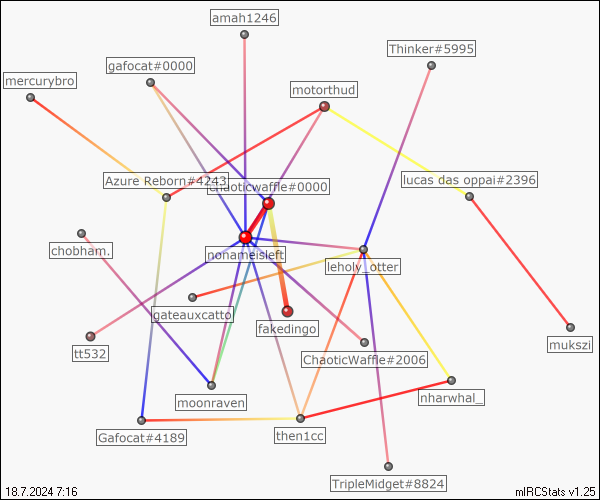 amah1246
Thinker#5995
gafocat#0000
mercurybro
motorthud
Azure Reborn#4243
chaoticwaffle#0000
lucas das oppai#2396
chobham.
nonameisleft
leholy_otter
gateauxcatto
fakedingo
mukszi
tt532
ChaoticWaffle#2006
nharwhal_
moonraven
Gafocat#4189
then1cc
TripleMidget#8824
18.7.2024 7:16
mIRCStats v1.25